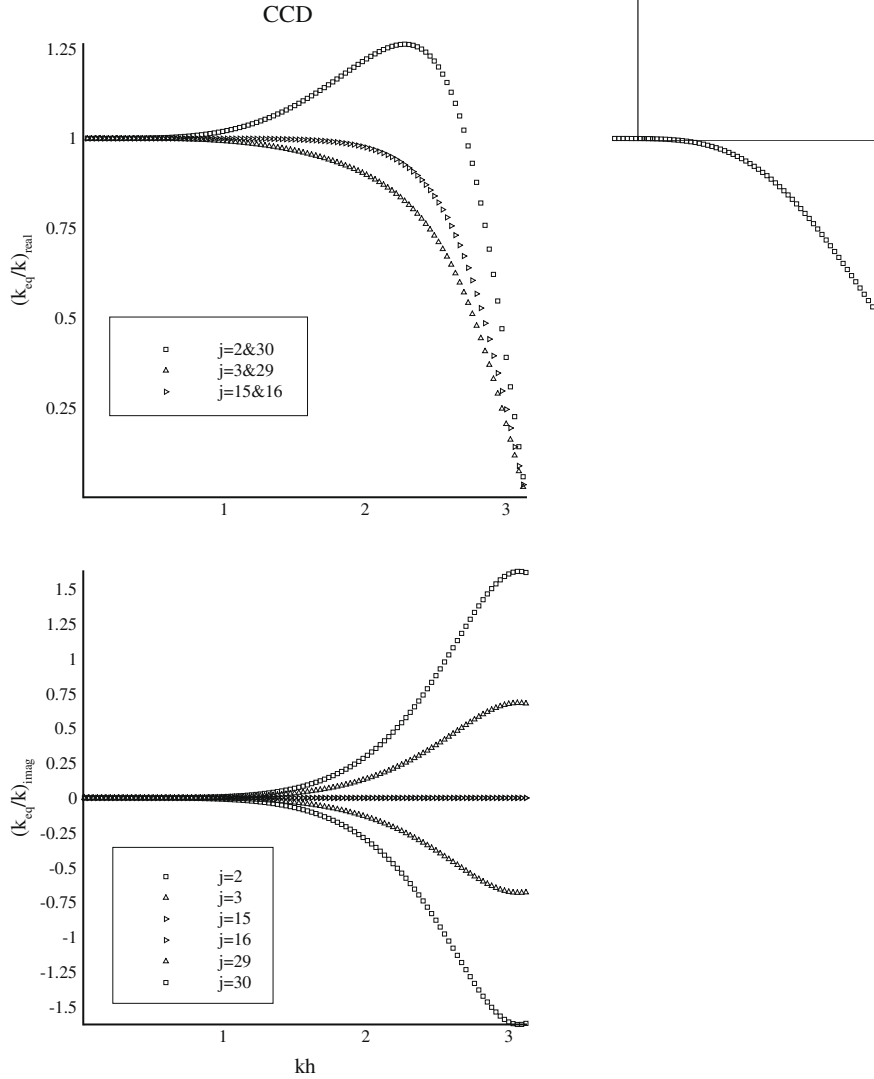 CCD
1.25
1
0.75
0.5
0.25
(k_eq/k)_real
j=2&30
j=3&29
j=15&16
1 2 3
1.5
1.25
1
0.75
0.5
0.25
0
-0.25
-0.5
-0.75
-1
-1.25
-1.5
(k_eq/k)_imag
j=2
j=3
j=15
j=16
j=29
j=30
1 2 3
kh